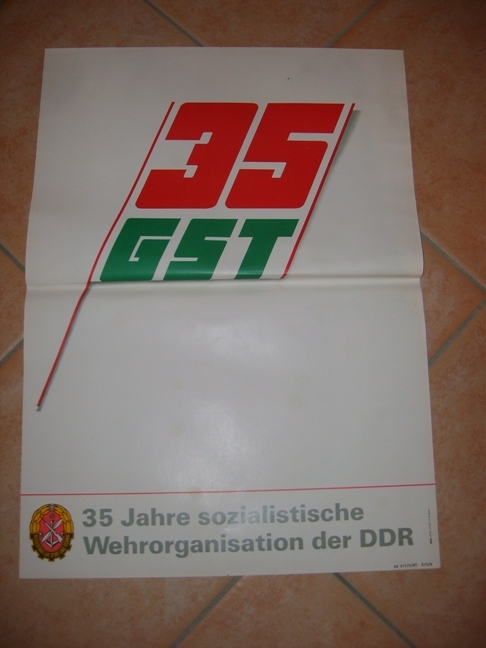 35
GST
35 Jahre sozialistische
Wehrorganisation der DDR